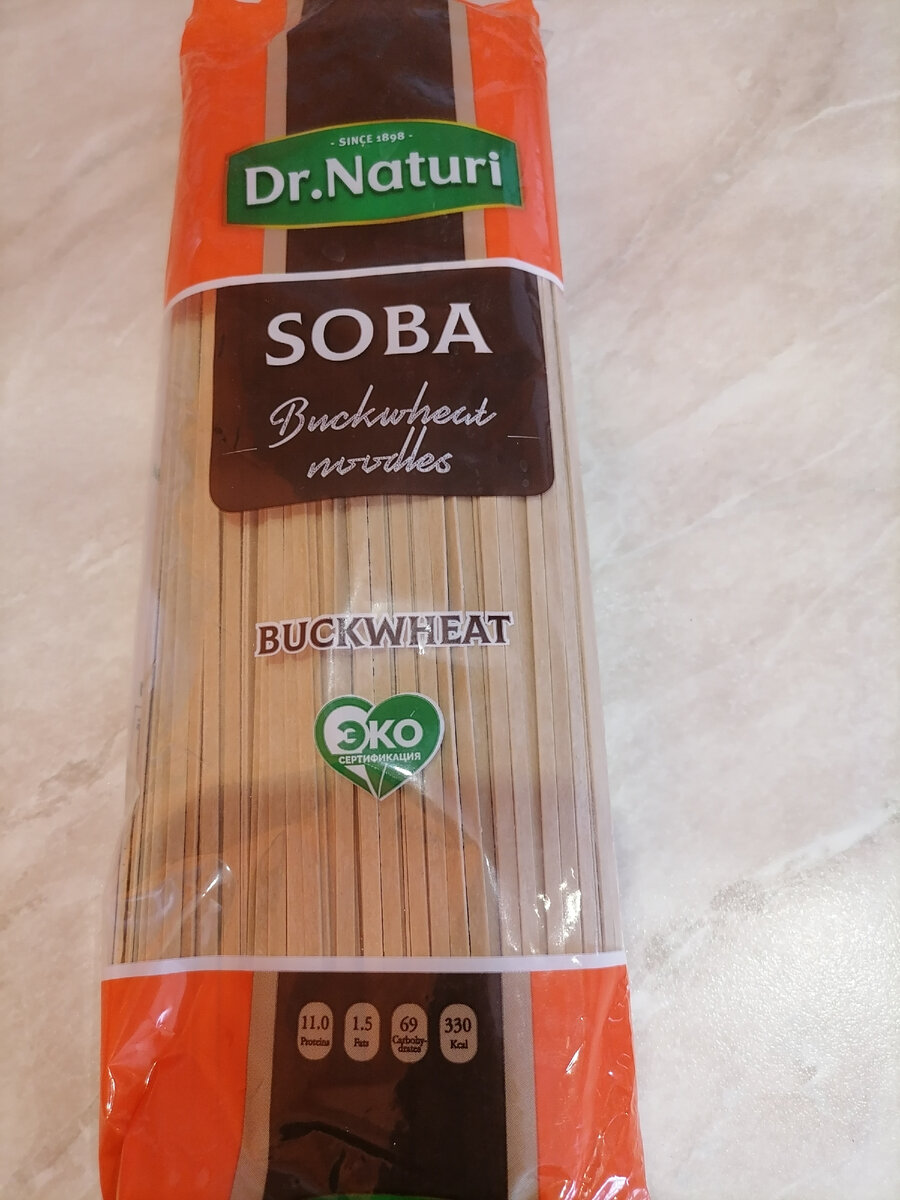 - SINCE 1898 -
Dr.Naturi
SOBA
Buckwheat
noodles
BUCKWHEAT
ЭКО
СЕРТИФИКАЦИЯ
11.0 1.5 69 330
Proteins Fats Carbohy- Kcal
drates